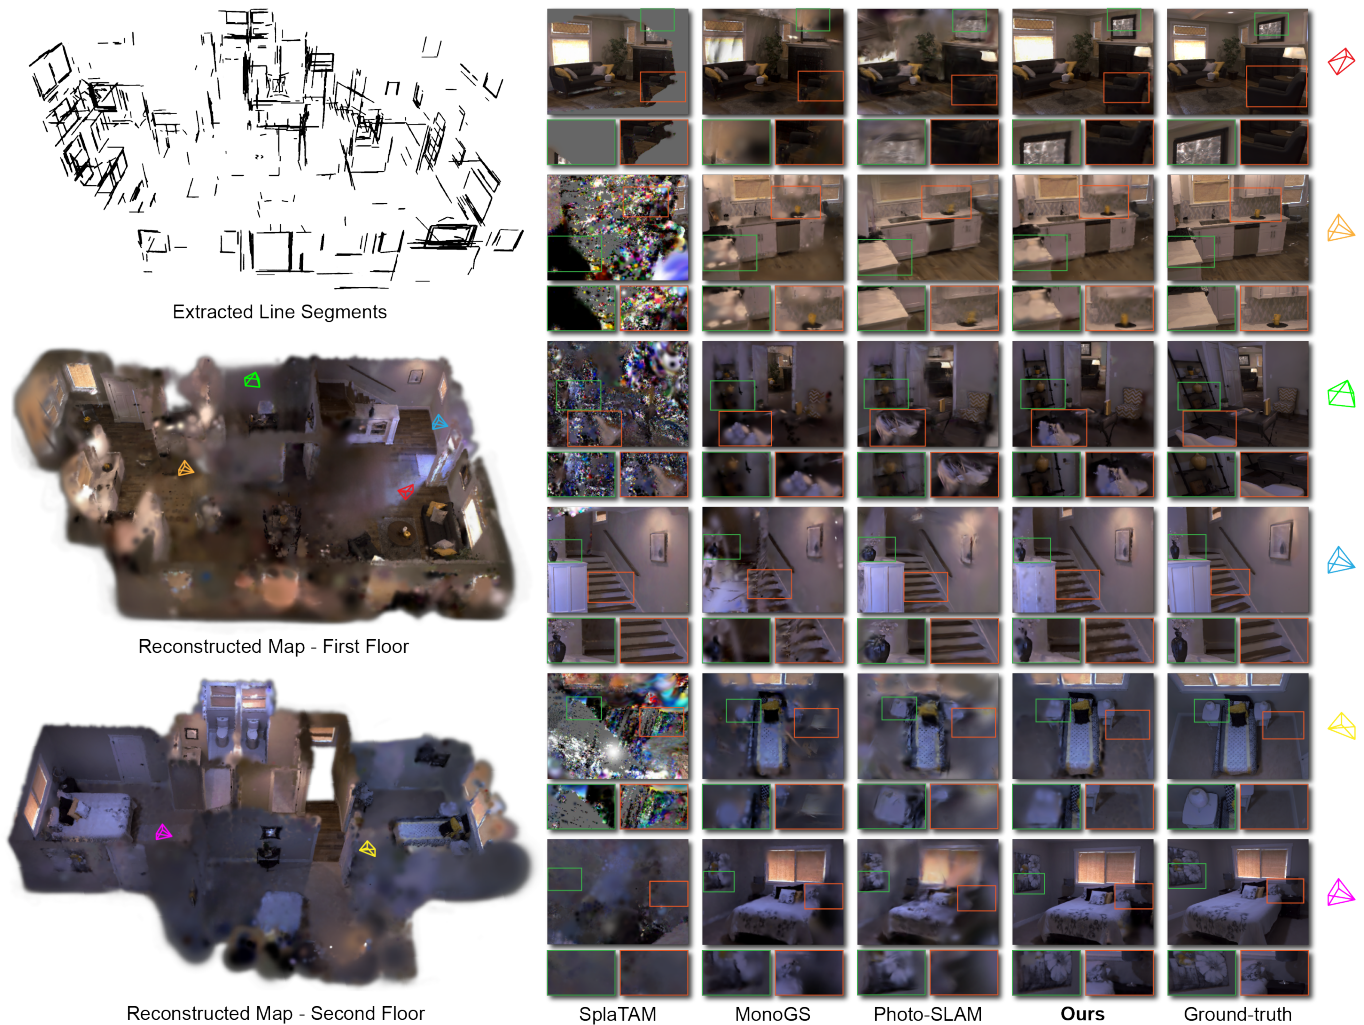 Extracted Line Segments
Reconstructed Map - First Floor
Reconstructed Map - Second Floor
SplaTAM
MonoGS
Photo-SLAM
Ours
Ground-truth